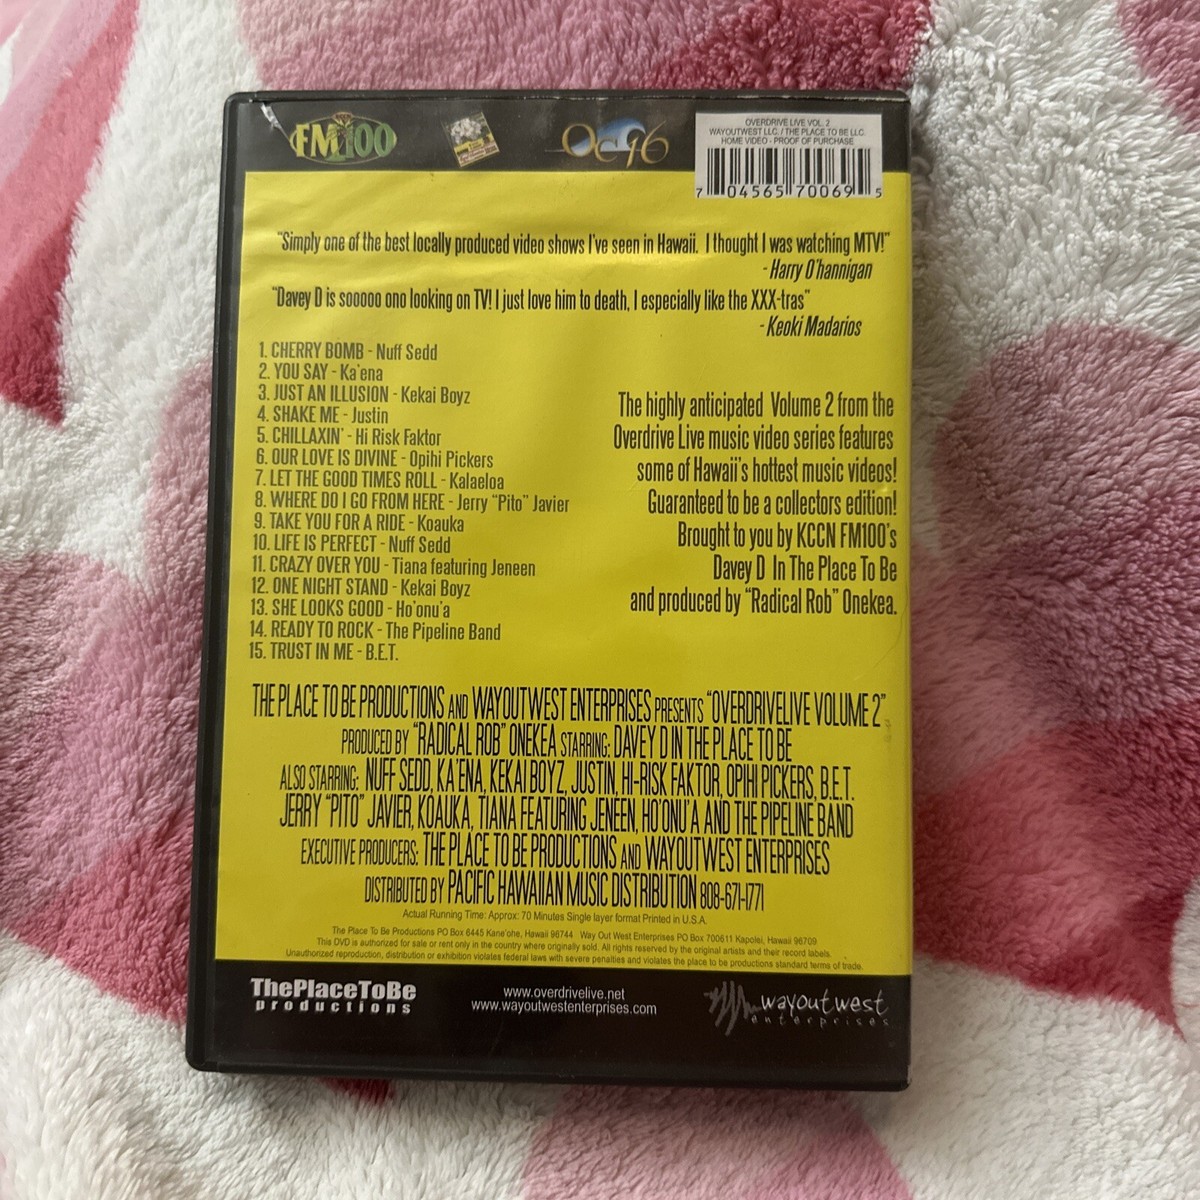 FM100
OC16
OVERDRIVE LIVE VOL. 2
WAYOUTWEST LLC. / THE PLACE TO BE LLC.
HOME VIDEO - PROOF OF PURCHASE
7 04565 70069 5
"Simply one of the best locally produced video shows I've seen in Hawaii. I thought I was watching MTV!"
- Harry O'hannigan
"Davey D is sooooo ono looking on TV! I just love him to death, I especially like the XXX-tras"
- Keoki Madarios
1. CHERRY BOMB - Nuff Sedd
2. YOU SAY - Ka'ena
3. JUST AN ILLUSION - Kekai Boyz
4. SHAKE ME - Justin
5. CHILLAXIN' - Hi Risk Faktor
6. OUR LOVE IS DIVINE - Opihi Pickers
7. LET THE GOOD TIMES ROLL - Kalaeloa
8. WHERE DO I GO FROM HERE - Jerry "Pito" Javier
9. TAKE YOU FOR A RIDE - Koauka
10. LIFE IS PERFECT - Nuff Sedd
11. CRAZY OVER YOU - Tiana featuring Jeneen
12. ONE NIGHT STAND - Kekai Boyz
13. SHE LOOKS GOOD - Ho'onu'a
14. READY TO ROCK - The Pipeline Band
15. TRUST IN ME - B.E.T.
The highly anticipated Volume 2 from the
Overdrive Live music video series features
some of Hawaii's hottest music videos!
Guaranteed to be a collectors edition!
Brought to you by KCCN FM100's
Davey D In The Place To Be
and produced by "Radical Rob" Onekea.
THE PLACE TO BE PRODUCTIONS AND WAYOUTWEST ENTERPRISES PRESENTS "OVERDRIVELIVE VOLUME 2"
PRODUCED BY "RADICAL ROB" ONEKEA STARRING: DAVEY D IN THE PLACE TO BE
ALSO STARRING: NUFF SEDD, KA'ENA, KEKAI BOYZ, JUSTIN, HI-RISK FAKTOR, OPIHI PICKERS, B.E.T.
JERRY "PITO" JAVIER, KOAUKA, TIANA FEATURING JENEEN, HO'ONU'A AND THE PIPELINE BAND
EXECUTIVE PRODUCERS: THE PLACE TO BE PRODUCTIONS AND WAYOUTWEST ENTERPRISES
DISTRIBUTED BY PACIFIC HAWAIIAN MUSIC DISTRIBUTION 808-671-1771
Actual Running Time: Approx: 70 Minutes Single layer format Printed in U.S.A.
The Place To Be Productions PO Box 6445 Kane'ohe, Hawaii 96744 Way Out West Enterprises PO Box 700611 Kapolei, Hawaii 96709
This DVD is authorized for sale or rent only in the country where originally sold. All rights reserved by the original artists and their record labels.
Unauthorized reproduction, distribution or exhibition violates federal laws with severe penalties and violates the place to be productions standard terms of trade.
ThePlaceToBe
productions
www.overdrivelive.net
www.wayoutwestenterprises.com
wayoutwest
enterprises